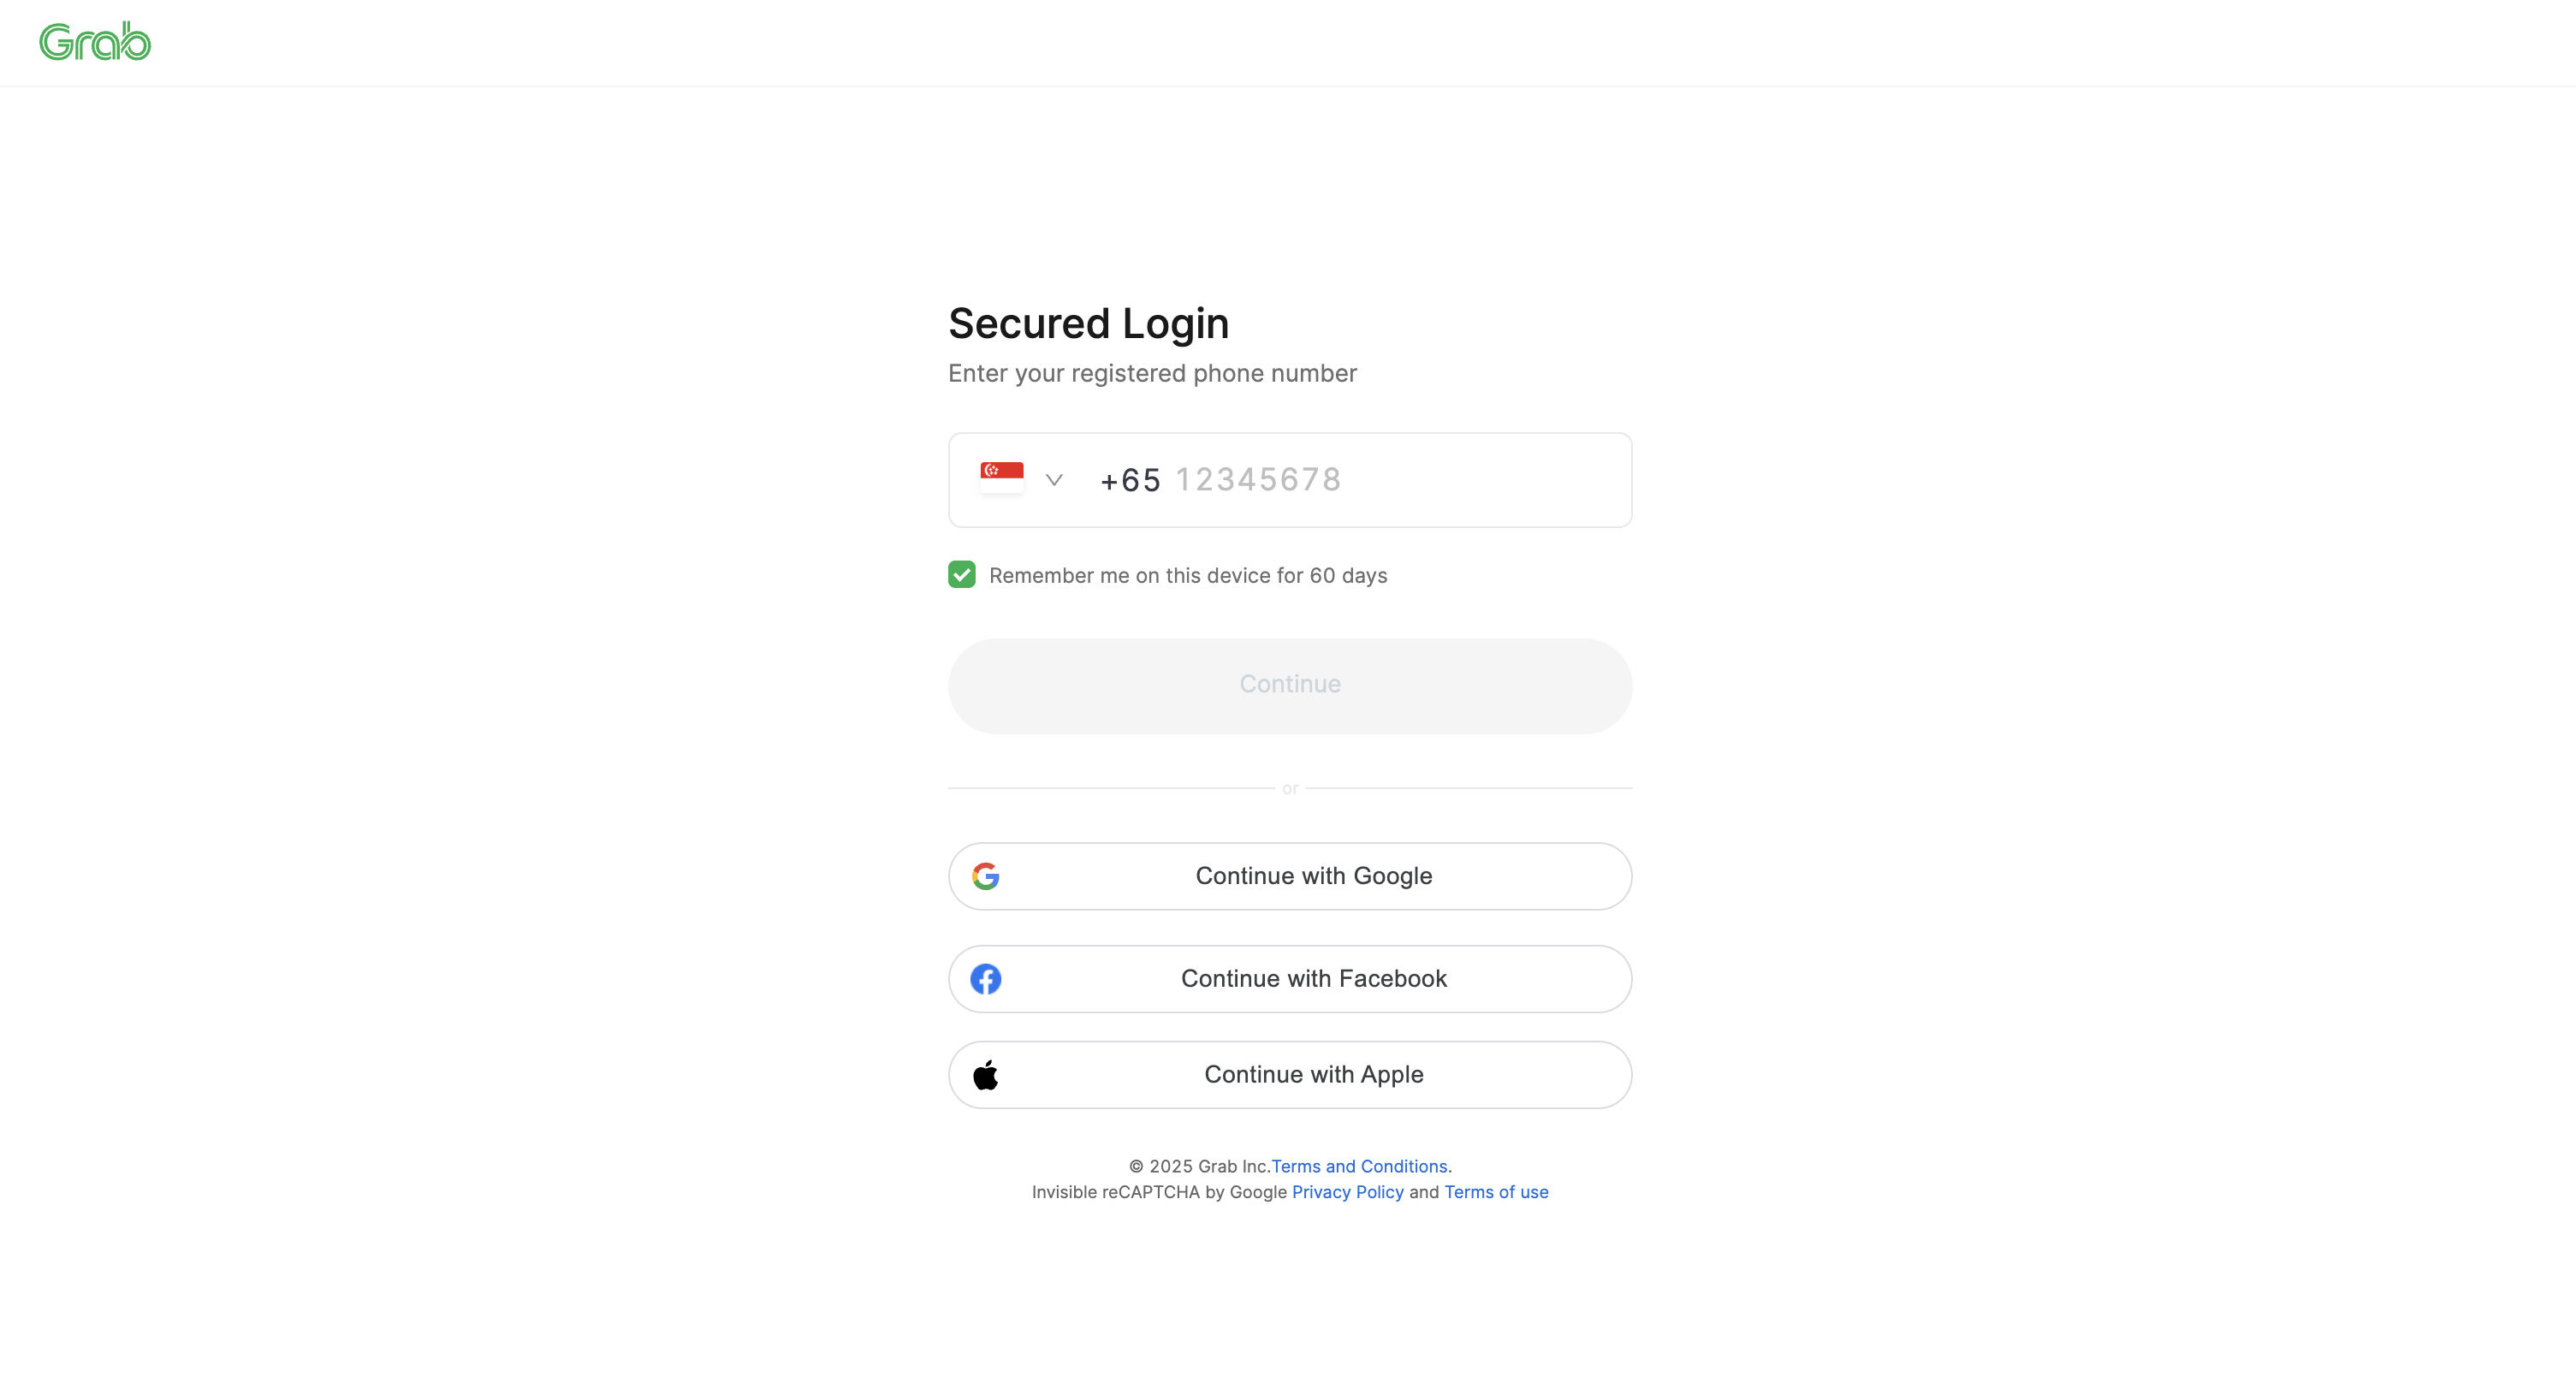 Grab
Secured Login
Enter your registered phone number
+65 12345678
Remember me on this device for 60 days
Continue
or
Continue with Google
Continue with Facebook
Continue with Apple
© 2025 Grab Inc.Terms and Conditions.
Invisible reCAPTCHA by Google Privacy Policy and Terms of use